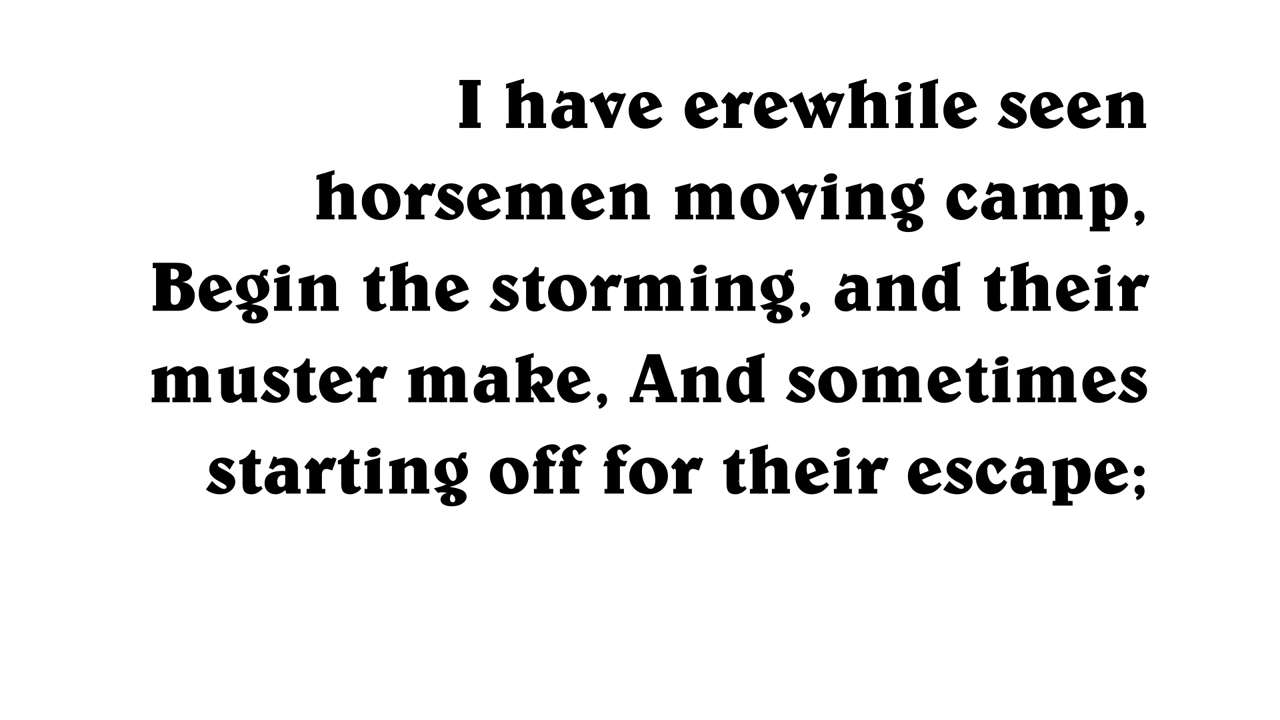 I have erewhile seen
horsemen moving camp,
Begin the storming, and their
muster make, And sometimes
starting off for their escape;